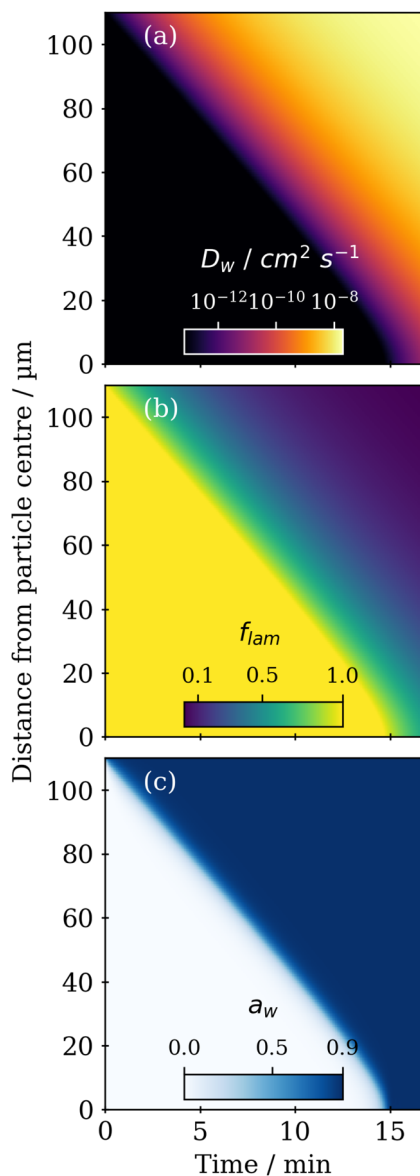 Distance from particle centre / µm
(a)
100
80
60
40
20
0
D_w / cm² s⁻¹
10⁻¹² 10⁻¹⁰ 10⁻⁸
(b)
100
80
60
40
20
0
f_lam
0.1 0.5 1.0
(c)
100
80
60
40
20
0
a_w
0.0 0.5 0.9
0 5 10 15
Time / min